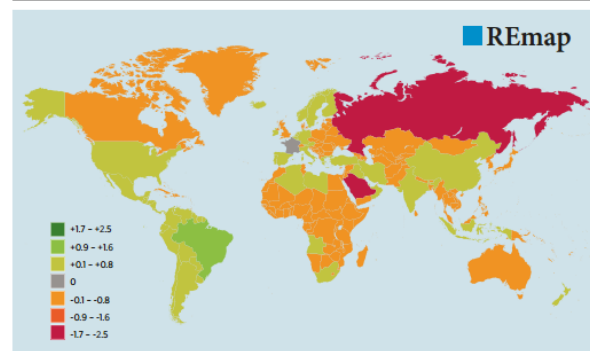 REmap
+1.7 – +2.5
+0.9 – +1.6
+0.1 – +0.8
0
-0.1 – -0.8
-0.9 – -1.6
-1.7 – -2.5